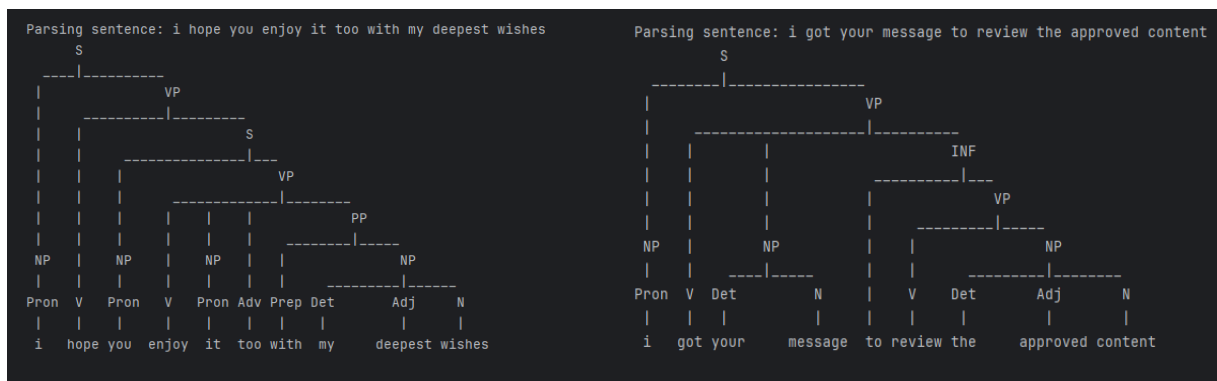 Parsing sentence: i hope you enjoy it too with my deepest wishes
S
VP
S
VP
PP
NP NP NP NP
Pron V Pron V Pron Adv Prep Det Adj N
i hope you enjoy it too with my deepest wishes
Parsing sentence: i got your message to review the approved content
S
VP
INF
VP
NP NP NP
Pron V Det N V Det Adj N
i got your message to review the approved content